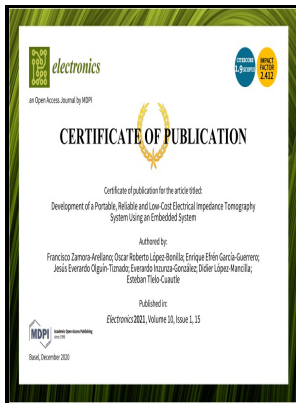 electronics
CITESCORE
1.9 SCOPUS
IMPACT
FACTOR
2.412
an Open Access Journal by MDPI
CERTIFICATE OF PUBLICATION
Certificate of publication for the article titled:
Development of a Portable, Reliable and Low-Cost Electrical Impedance Tomography
System Using an Embedded System
Authored by:
Francisco Zamora-Arellano; Oscar Roberto López-Bonilla; Enrique Efrén García-Guerrero;
Jesús Everardo Olguín-Tiznado; Everardo Inzunza-González; Didier López-Mancilla;
Esteban Tlelo-Cuautle
Published in:
Electronics 2021, Volume 10, Issue 1, 15
MDPI
Academic Open Access Publishing
since 1996
Basel, December 2020